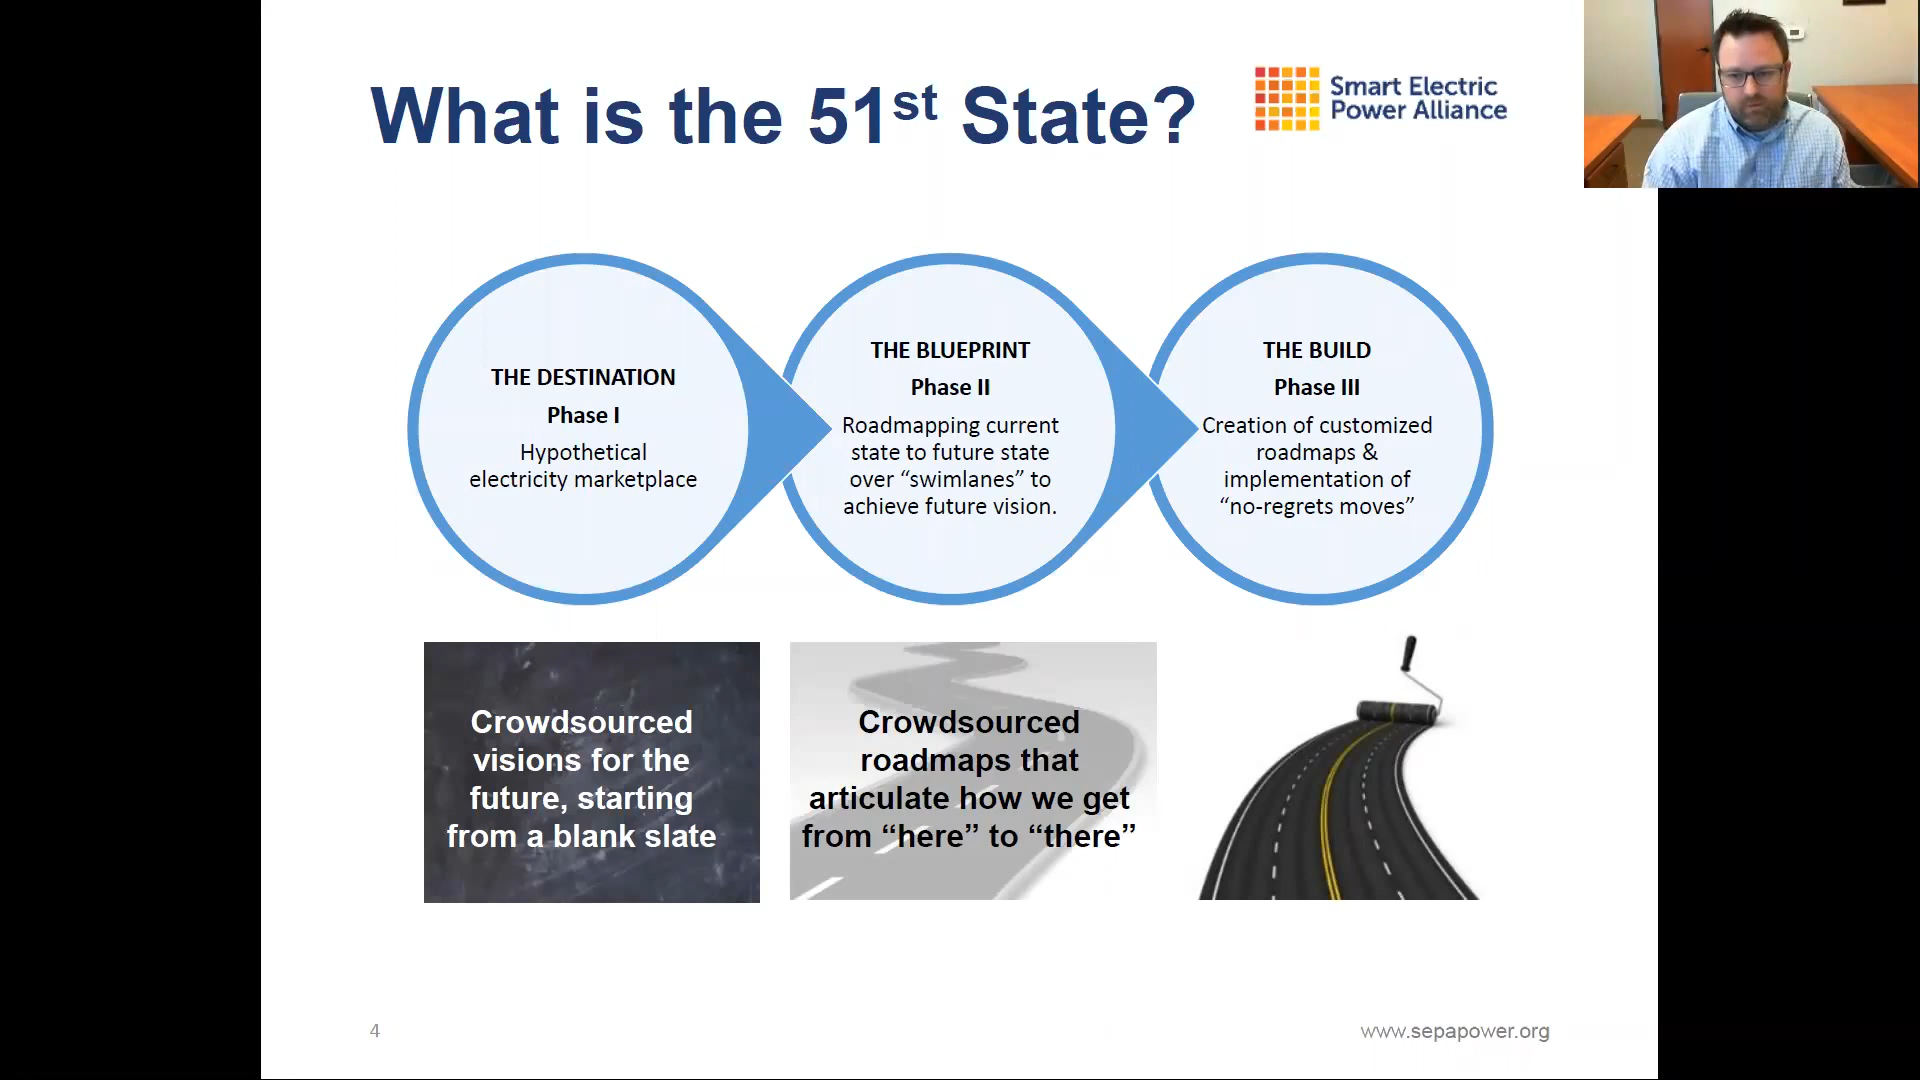 What is the 51st State?
Smart Electric
Power Alliance
THE DESTINATION
Phase I
Hypothetical
electricity marketplace
THE BLUEPRINT
Phase II
Roadmapping current
state to future state
over “swimlanes” to
achieve future vision.
THE BUILD
Phase III
Creation of customized
roadmaps &
implementation of
“no-regrets moves”
Crowdsourced
visions for the
future, starting
from a blank slate
Crowdsourced
roadmaps that
articulate how we get
from “here” to “there”
4
www.sepapower.org